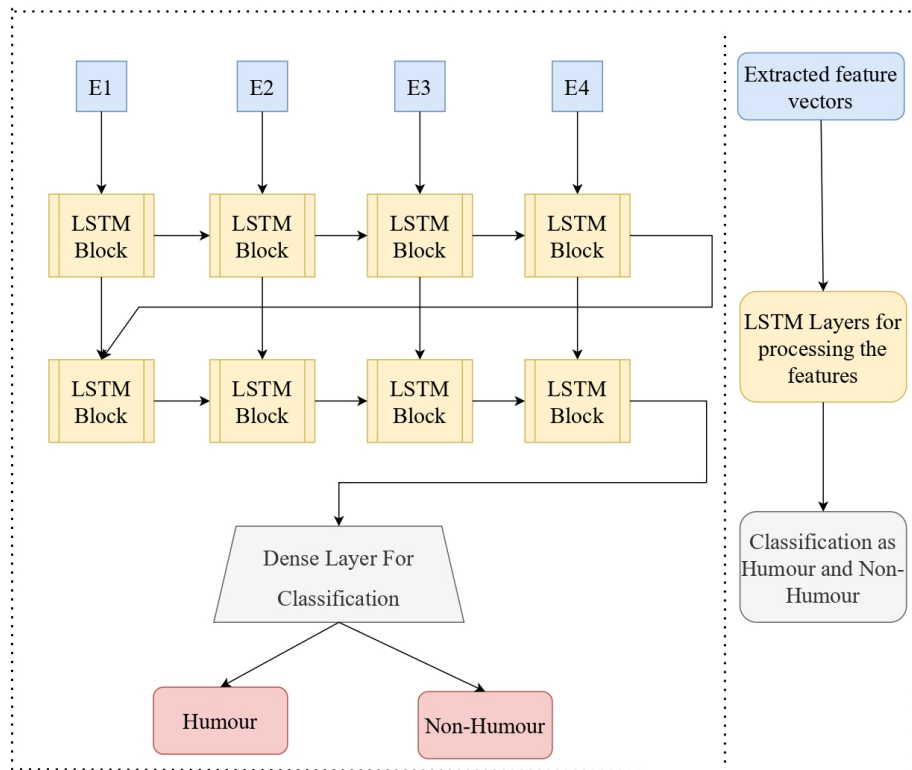 E1
E2
E3
E4
LSTM
Block
LSTM
Block
LSTM
Block
LSTM
Block
LSTM
Block
LSTM
Block
LSTM
Block
LSTM
Block
Dense Layer For
Classification
Humour
Non-Humour
Extracted feature
vectors
LSTM Layers for
processing the
features
Classification as
Humour and Non-
Humour